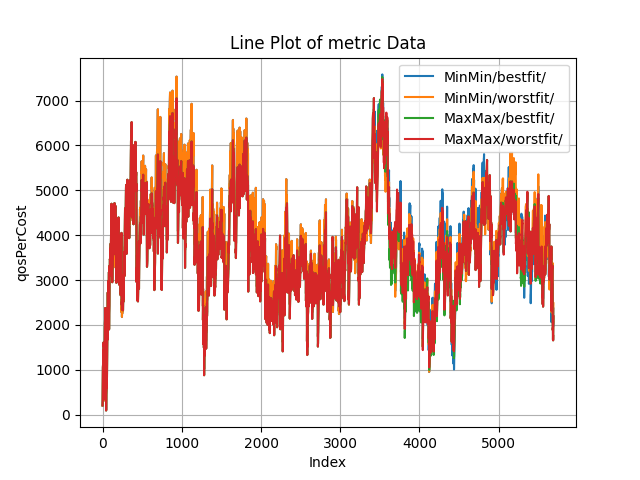 Line Plot of metric Data
MinMin/bestfit/
MinMin/worstfit/
MaxMax/bestfit/
MaxMax/worstfit/
qosPerCost
7000
6000
5000
4000
3000
2000
1000
0
0 1000 2000 3000 4000 5000
Index